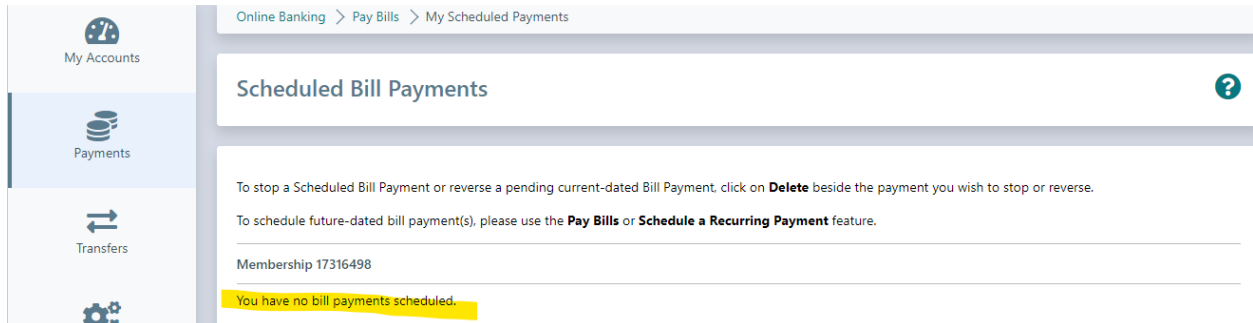 Online Banking > Pay Bills > My Scheduled Payments
My Accounts
Scheduled Bill Payments
?
Payments
To stop a Scheduled Bill Payment or reverse a pending current-dated Bill Payment, click on Delete beside the payment you wish to stop or reverse.
To schedule future-dated bill payment(s), please use the Pay Bills or Schedule a Recurring Payment feature.
Transfers
Membership 17316498
You have no bill payments scheduled.